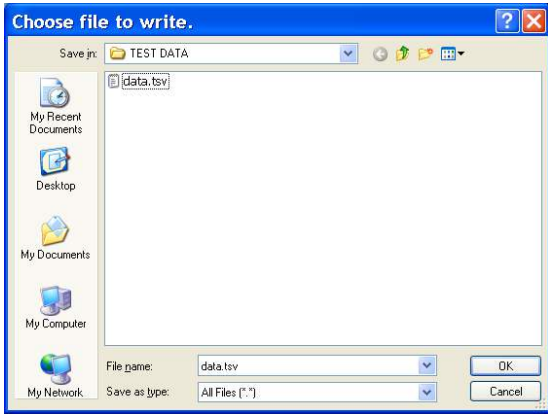 Choose file to write.
Save in:
TEST DATA
data.tsv
My Recent
Documents
Desktop
My Documents
My Computer
My Network
File name:
data.tsv
OK
Save as type:
All Files (*.*)
Cancel